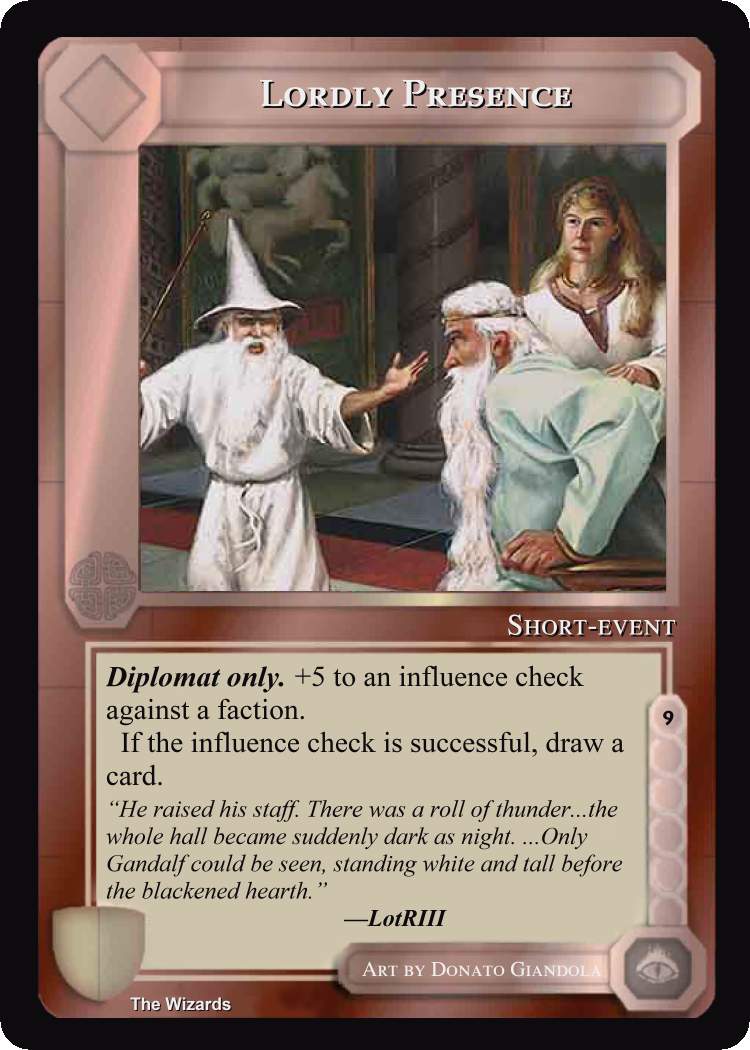 Lordly Presence
Short-event
Diplomat only. +5 to an influence check
against a faction.
If the influence check is successful, draw a
card.
9
“He raised his staff. There was a roll of thunder...the
whole hall became suddenly dark as night. ...Only
Gandalf could be seen, standing white and tall before
the blackened hearth.”
—LotRIII
Art by Donato Giandola
The Wizards